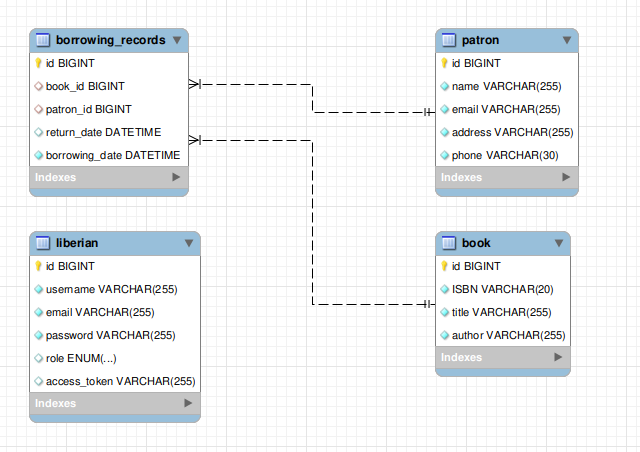 borrowing_records
id BIGINT
book_id BIGINT
patron_id BIGINT
return_date DATETIME
borrowing_date DATETIME
Indexes
patron
id BIGINT
name VARCHAR(255)
email VARCHAR(255)
address VARCHAR(255)
phone VARCHAR(30)
Indexes
liberian
id BIGINT
username VARCHAR(255)
email VARCHAR(255)
password VARCHAR(255)
role ENUM(...)
access_token VARCHAR(255)
Indexes
book
id BIGINT
ISBN VARCHAR(20)
title VARCHAR(255)
author VARCHAR(255)
Indexes